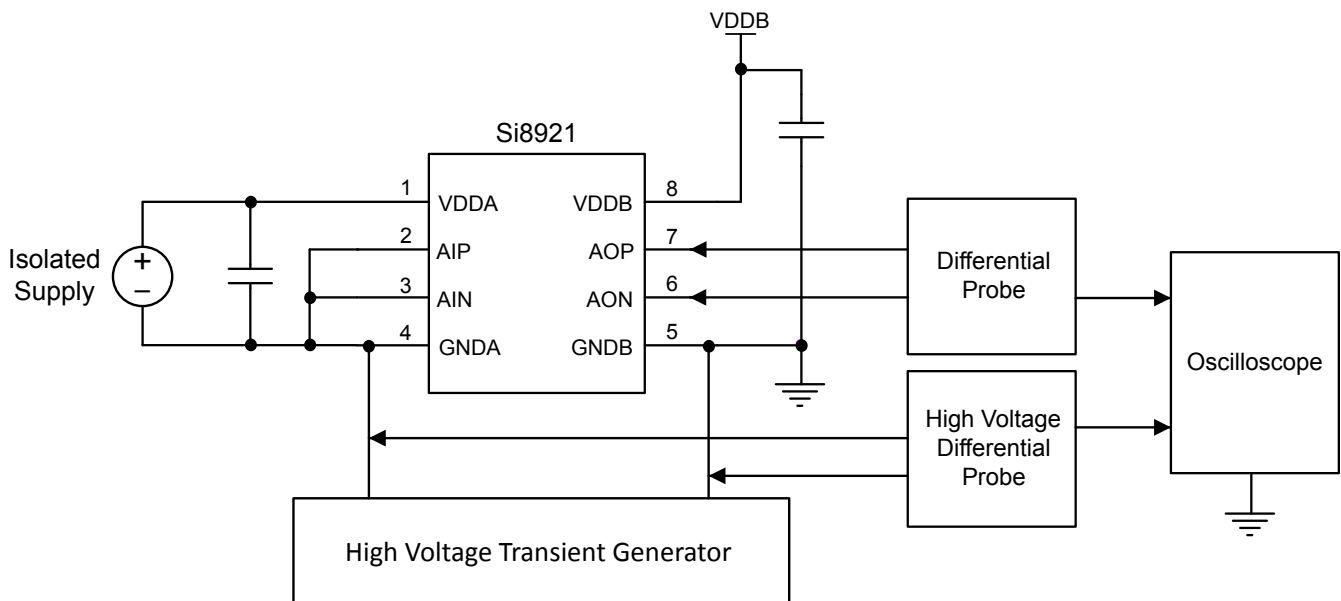 VDDB
Si8921
1
VDDA
VDDB
8
2
AIP
AOP
7
3
AIN
AON
6
4
GNDA
GNDB
5
Isolated
Supply
+
–
Differential
Probe
High Voltage
Differential
Probe
Oscilloscope
High Voltage Transient Generator